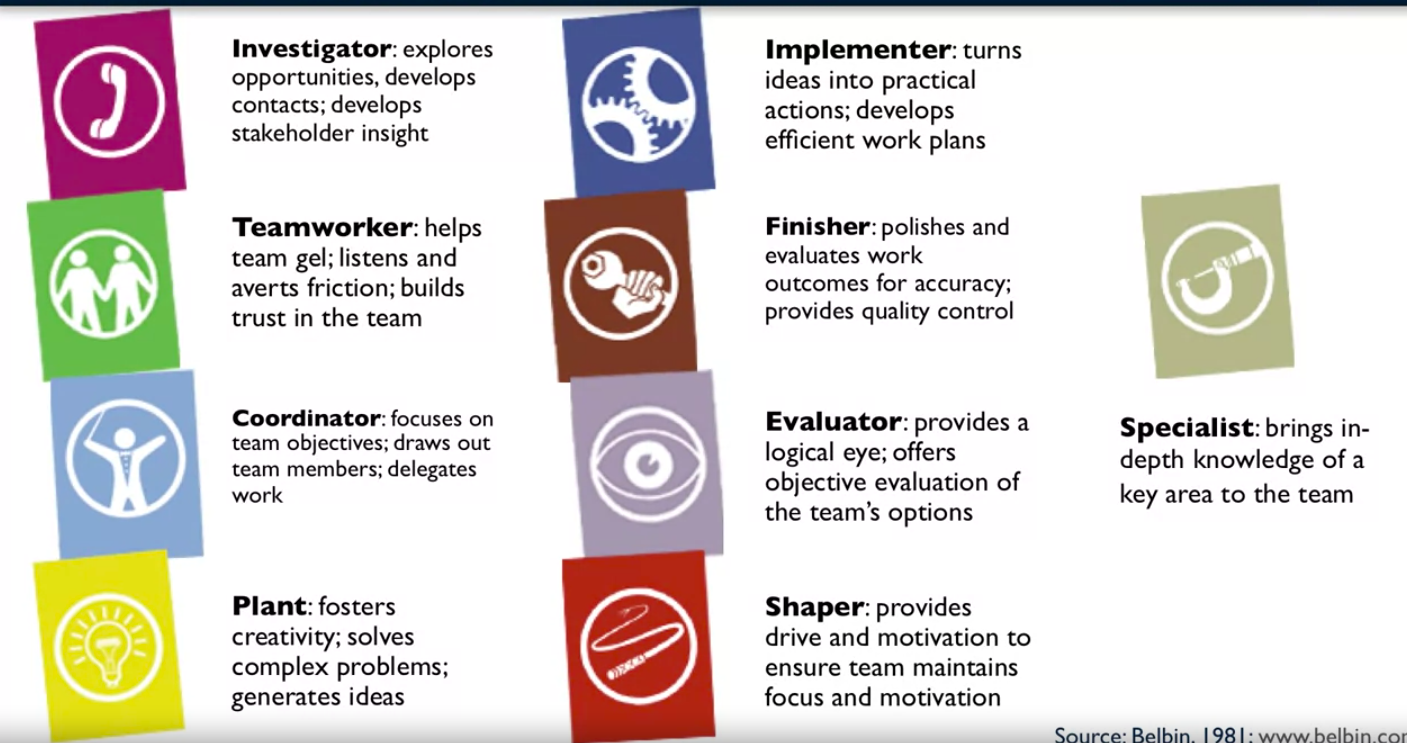 Investigator: explores
opportunities, develops
contacts; develops
stakeholder insight
Teamworker: helps
team gel; listens and
averts friction; builds
trust in the team
Coordinator: focuses on
team objectives; draws out
team members; delegates
work
Plant: fosters
creativity; solves
complex problems;
generates ideas
Implementer: turns
ideas into practical
actions; develops
efficient work plans
Finisher: polishes and
evaluates work
outcomes for accuracy;
provides quality control
Evaluator: provides a
logical eye; offers
objective evaluation of
the team's options
Shaper: provides
drive and motivation to
ensure team maintains
focus and motivation
Specialist: brings in-
depth knowledge of a
key area to the team
Source: Belbin, 1981; www.belbin.com